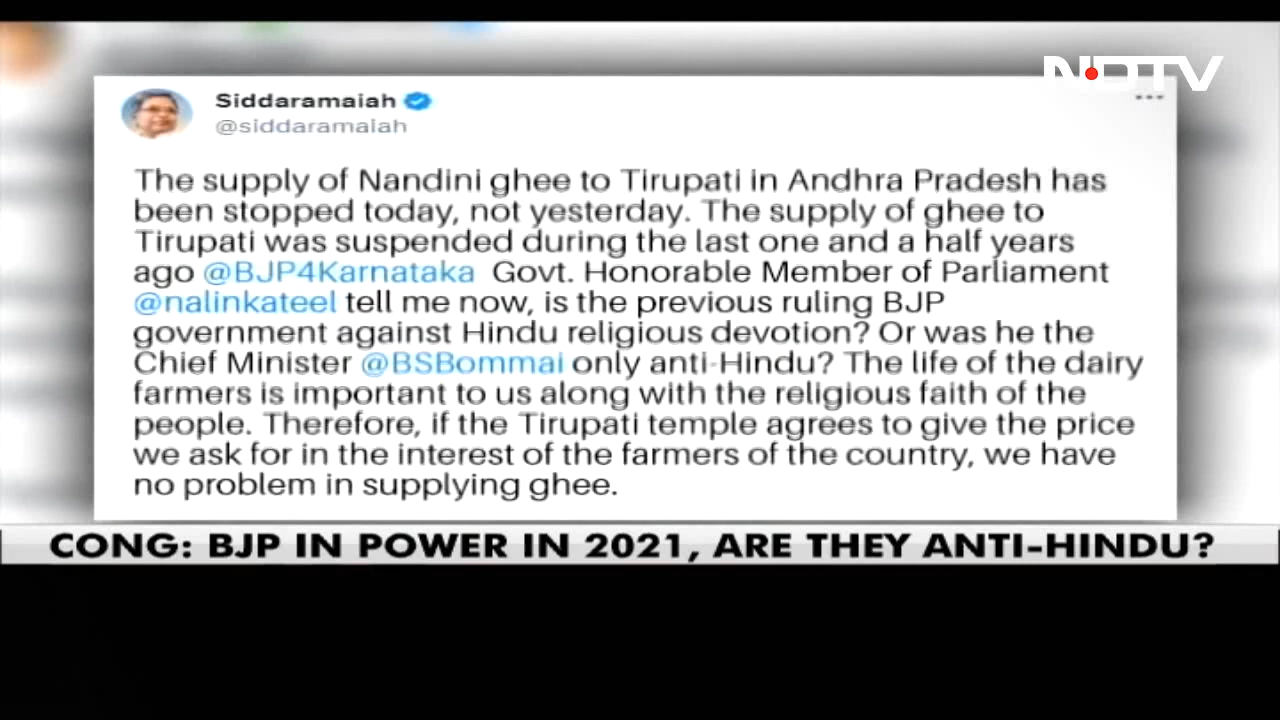 NDTV
Siddaramaiah
@siddaramaiah
The supply of Nandini ghee to Tirupati in Andhra Pradesh has
been stopped today, not yesterday. The supply of ghee to
Tirupati was suspended during the last one and a half years
ago @BJP4Karnataka Govt. Honorable Member of Parliament
@nalinkateel tell me now, is the previous ruling BJP
government against Hindu religious devotion? Or was he the
Chief Minister @BSBommai only anti-Hindu? The life of the dairy
farmers is important to us along with the religious faith of the
people. Therefore, if the Tirupati temple agrees to give the price
we ask for in the interest of the farmers of the country, we have
no problem in supplying ghee.
CONG: BJP IN POWER IN 2021, ARE THEY ANTI-HINDU?